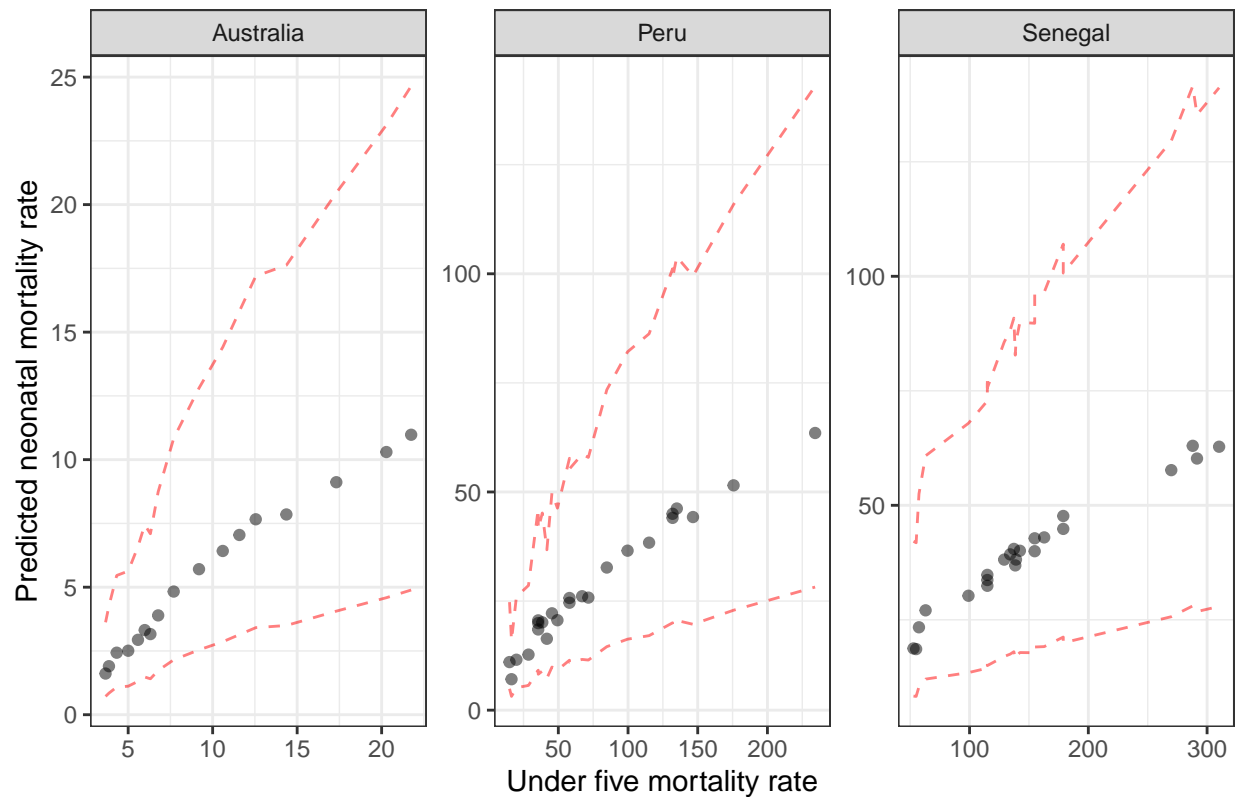 Australia
Peru
Senegal
Predicted neonatal mortality rate
25
20
15
10
5
0
100
50
0
100
50
5 10 15 20
50 100 150 200
100 200 300
Under five mortality rate